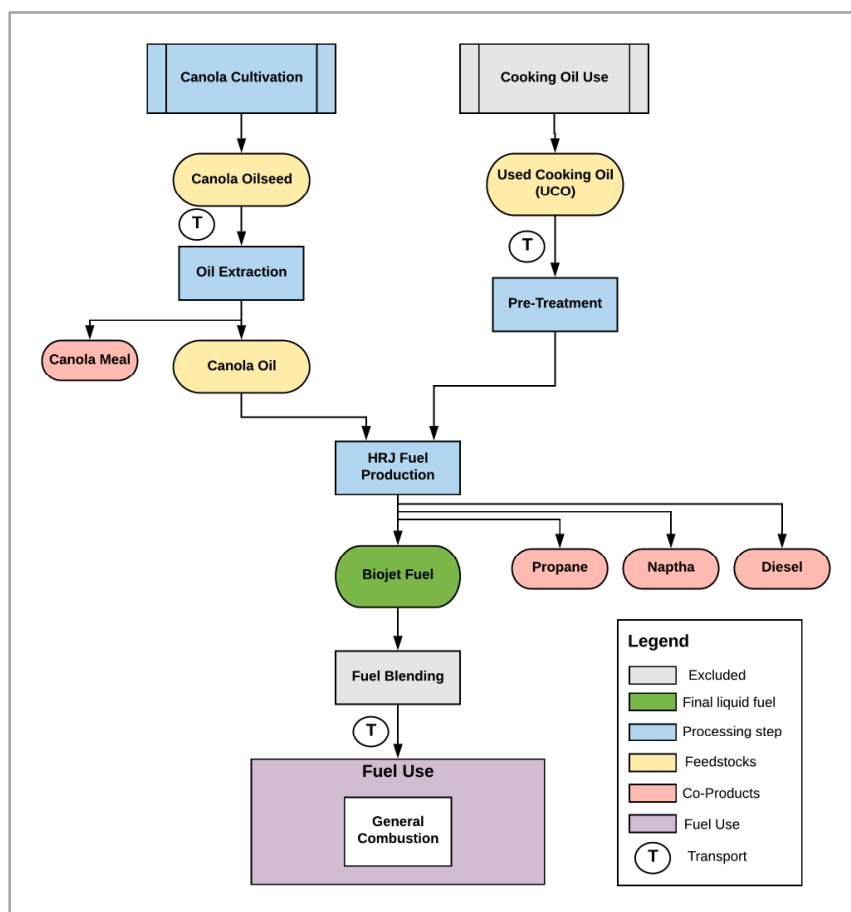 Canola Cultivation
Cooking Oil Use
Canola Oilseed
Used Cooking Oil
(UCO)
T
T
Oil Extraction
Pre-Treatment
Canola Meal
Canola Oil
HRJ Fuel
Production
Biojet Fuel
Propane
Naptha
Diesel
Fuel Blending
T
Fuel Use
General
Combustion
Legend
Excluded
Final liquid fuel
Processing step
Feedstocks
Co-Products
Fuel Use
T
Transport